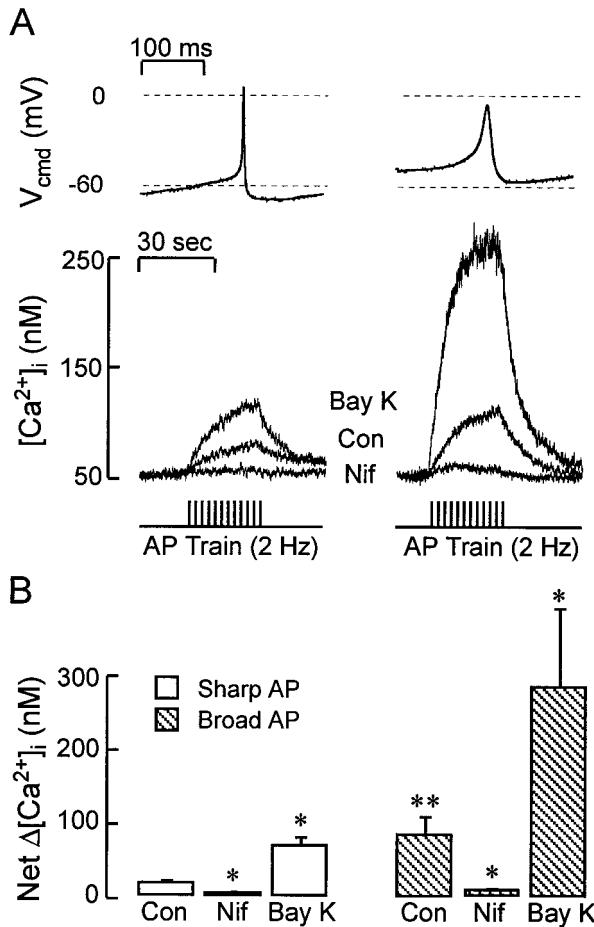 A
100 ms
0
-60
Vcmd (mV)
30 sec
250
150
50
[Ca2+]i (nM)
Bay K
Con
Nif
AP Train (2 Hz)
AP Train (2 Hz)
B
300
200
100
0
Net Δ[Ca2+]i (nM)
Sharp AP
Broad AP
*
*
**
*
*
Con
Nif
Bay K
Con
Nif
Bay K